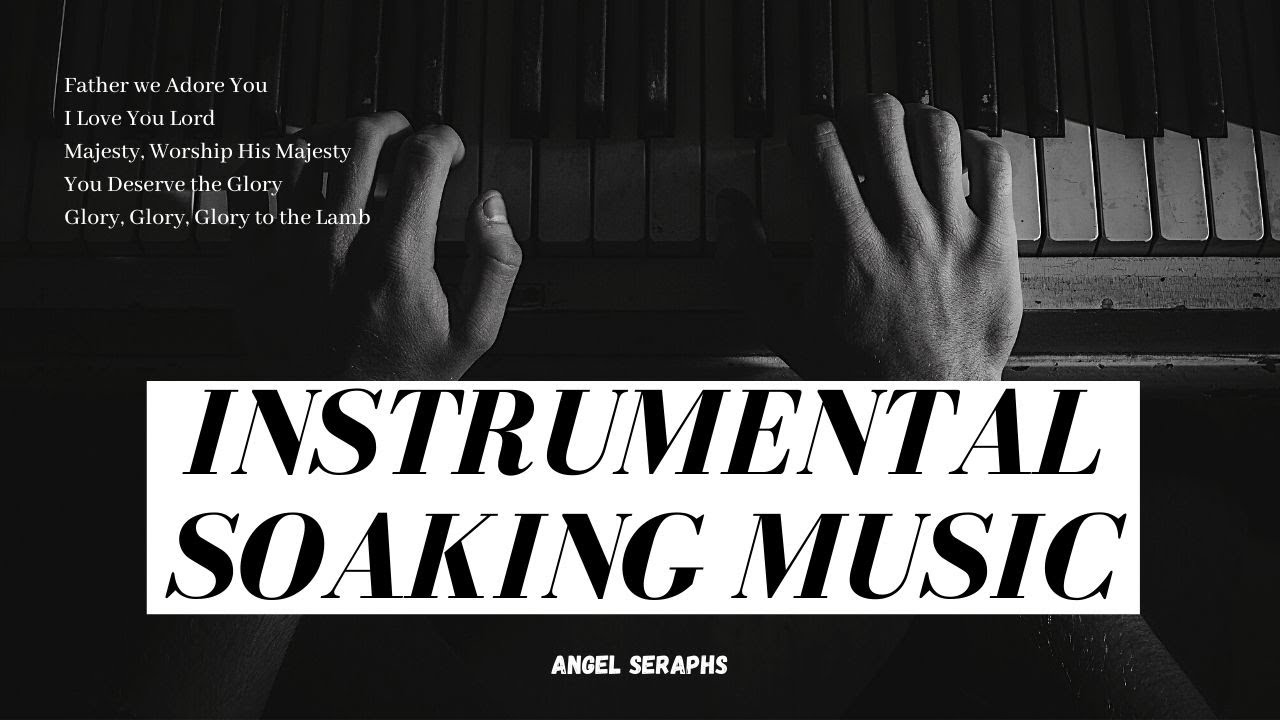 Father we Adore You
I Love You Lord
Majesty, Worship His Majesty
You Deserve the Glory
Glory, Glory, Glory to the Lamb
INSTRUMENTAL
SOAKING MUSIC
ANGEL SERAPHS